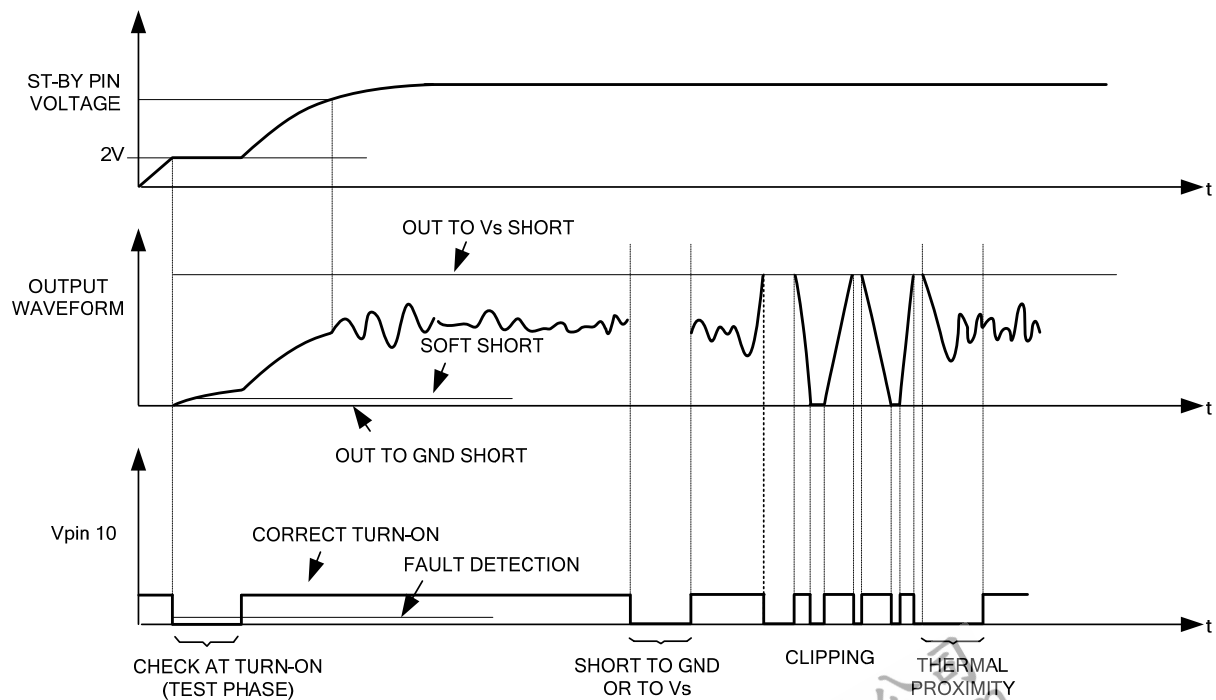 ST-BY PIN
VOLTAGE
2V
t
OUT TO Vs SHORT
OUTPUT
WAVEFORM
SOFT SHORT
t
OUT TO GND SHORT
Vpin 10
CORRECT TURN-ON
FAULT DETECTION
t
CHECK AT TURN-ON
(TEST PHASE)
SHORT TO GND
OR TO Vs
CLIPPING
THERMAL
PROXIMITY
公司